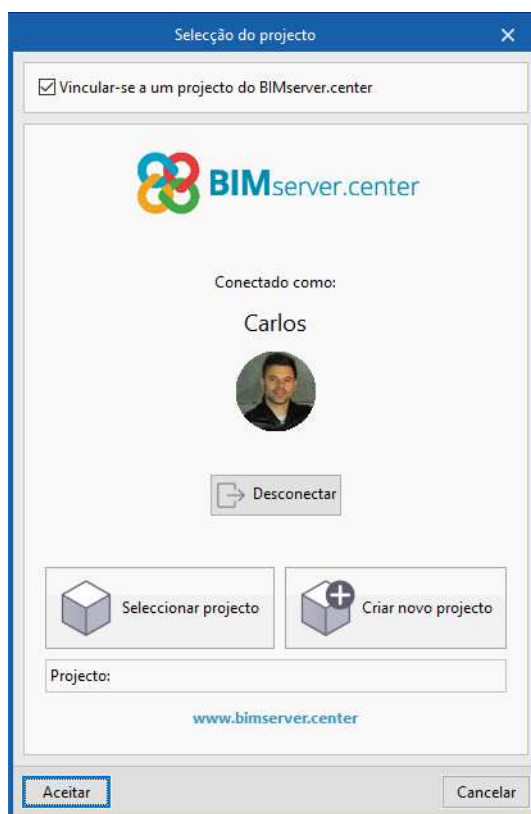 Selecção do projecto
Vincular-se a um projecto do BIMserver.center
BIMserver.center
Conectado como:
Carlos
Desconectar
Seleccionar projecto
Criar novo projecto
Projecto:
www.bimserver.center
Aceitar
Cancelar